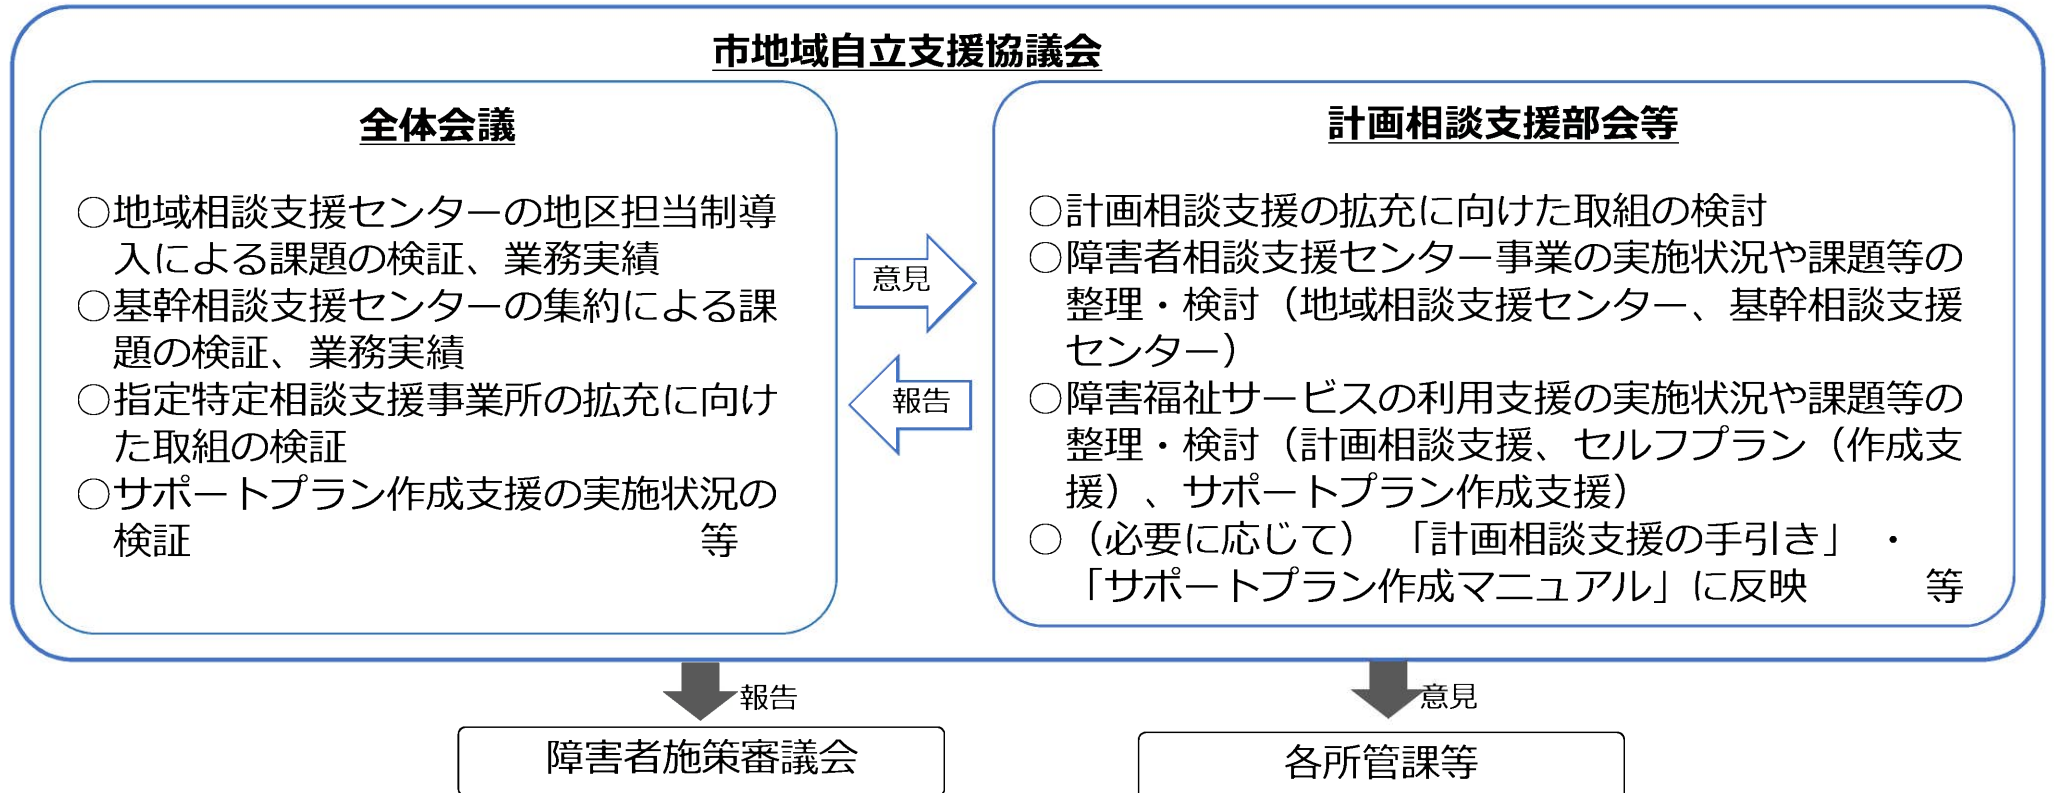 市地域自立支援協議会
全体会議
○地域相談支援センターの地区担当制導
入による課題の検証、業務実績
○基幹相談支援センターの集約による課
題の検証、業務実績
○指定特定相談支援事業所の拡充に向け
た取組の検証
○サポートプラン作成支援の実施状況の
検証 等
意見
報告
計画相談支援部会等
○計画相談支援の拡充に向けた取組の検討
○障害者相談支援センター事業の実施状況や課題等の
整理・検討（地域相談支援センター、基幹相談支援
センター）
○障害福祉サービスの利用支援の実施状況や課題等の
整理・検討（計画相談支援、セルフプラン（作成支
援）、サポートプラン作成支援）
○（必要に応じて）「計画相談支援の手引き」・
「サポートプラン作成マニュアル」に反映 等
報告
意見
障害者施策審議会
各所管課等